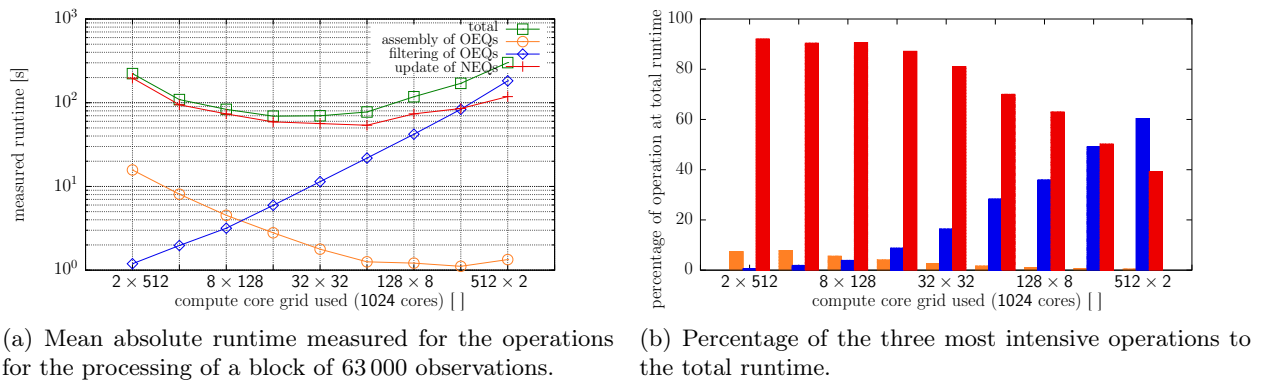 measured runtime [s]
10³
10²
10¹
10⁰
total
assembly of OEQs
filtering of OEQs
update of NEQs
2 × 512
8 × 128
32 × 32
128 × 8
512 × 2
compute core grid used (1024 cores) [ ]
(a) Mean absolute runtime measured for the operations
for the processing of a block of 63 000 observations.
percentage of operation at total runtime
100
80
60
40
20
0
2 × 512
8 × 128
32 × 32
128 × 8
512 × 2
compute core grid used (1024 cores) [ ]
(b) Percentage of the three most intensive operations to
the total runtime.